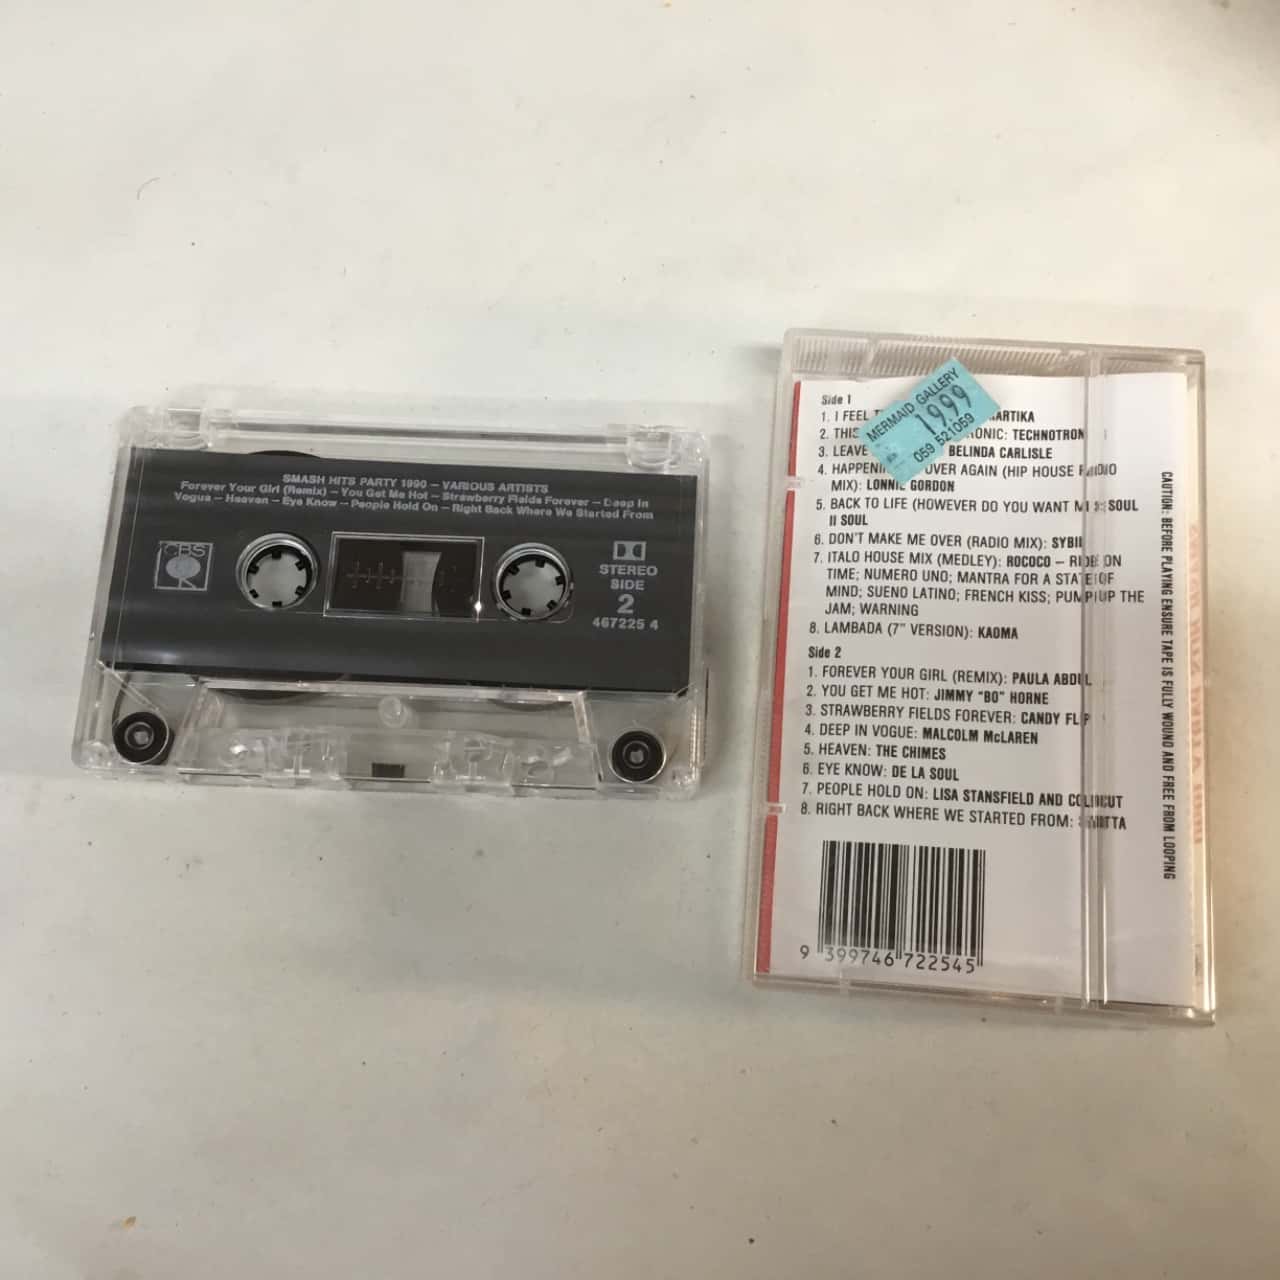 SMASH HITS PARTY 1990 – VARIOUS ARTISTS
Forever Your Girl (Remix) – You Get Me Hot – Strawberry Fields Forever – Deep In
Vogue – Heaven – Eye Know – People Hold On – Right Back Where We Started From
CBS
STEREO
SIDE
2
467225 4
MERMAID GALLERY
19.99
059 521059
Side 1
1. I FEEL
2. THIS TECHNOTRON
3. LEAVE BELINDA CARLISLE
4. OVER AGAIN (HIP HOUSE RADIO
MIX): LONNIE GORDON
5. BACK TO LIFE (HOWEVER DO YOU WANT ME): SOUL
II SOUL
6. DON'T MAKE ME OVER (RADIO MIX): SYBIL
7. ITALO HOUSE MIX (MEDLEY): ROCOCO – RIDE ON
TIME; NUMERO UNO; MANTRA FOR A STATE OF
MIND; SUENO LATINO; FRENCH KISS; PUMP UP THE
JAM; WARNING
8. LAMBADA (7" VERSION): KAOMA
Side 2
1. FOREVER YOUR GIRL (REMIX): PAULA ABDUL
2. YOU GET ME HOT: JIMMY "BO" HORNE
3. STRAWBERRY FIELDS FOREVER: CANDY FLIP
4. DEEP IN VOGUE: MALCOLM McLAREN
5. HEAVEN: THE CHIMES
6. EYE KNOW: DE LA SOUL
7. PEOPLE HOLD ON: LISA STANSFIELD AND COLDCUT
8. RIGHT BACK WHERE WE STARTED FROM: SINITTA
9 399746 722545
CAUTION: BEFORE PLAYING ENSURE TAPE IS FULLY WOUND AND FREE FROM LOOPING